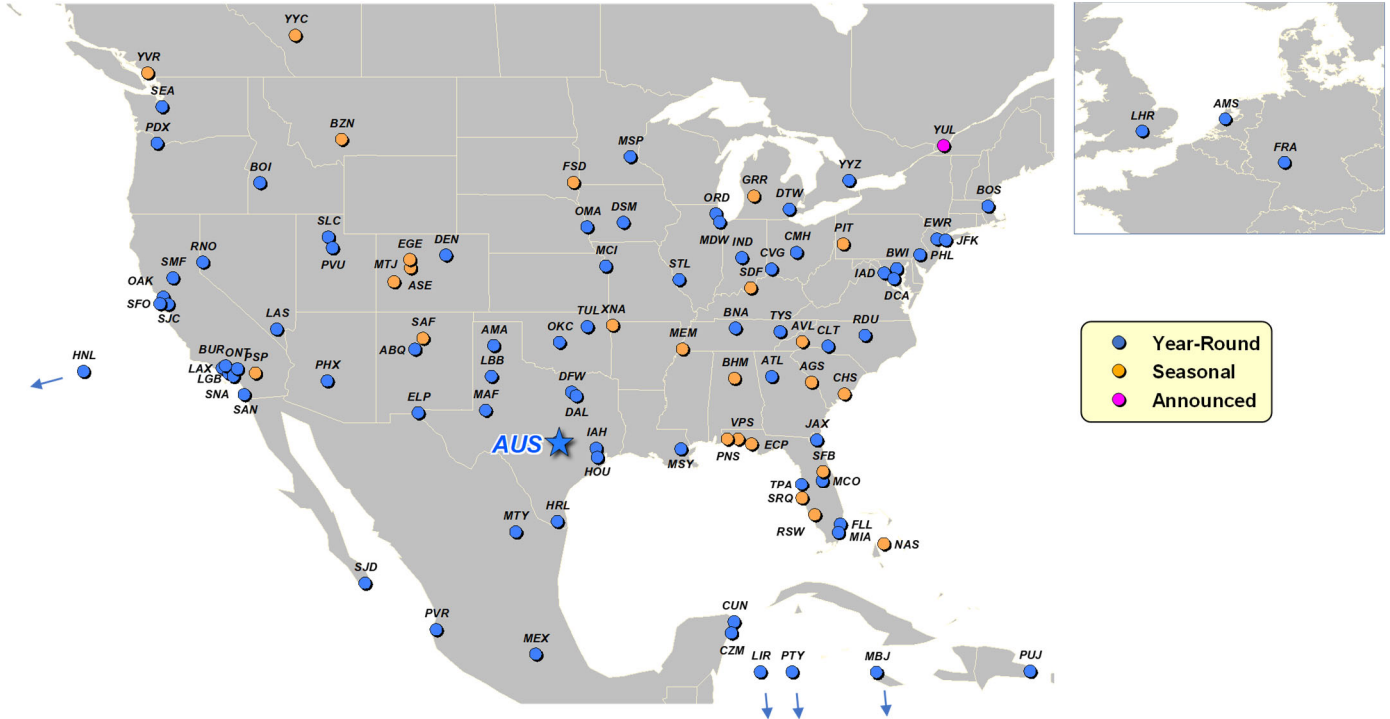 YYC
YVR
SEA
PDX
BZN
BOI
FSD
MSP
GRR
YYZ
YUL
BOS
LHR
AMS
FRA
SLC
PVU
RNO
SMF
OAK
SFO
SJC
EGE
MTJ
ASE
DEN
OMA
DSM
ORD
MDW
DTW
MCI
STL
IND
CVG
CMH
SDF
PIT
EWR
JFK
PHL
BWI
IAD
DCA
LAS
SAF
ABQ
AMA
OKC
TUL
XNA
MEM
BNA
TYS
AVL
CLT
RDU
HNL
BUR
ONT
PSP
LAX
LGB
SNA
SAN
PHX
ELP
LBB
MAF
DFW
DAL
BHM
ATL
AGS
CHS
Year-Round
Seasonal
Announced
AUS
IAH
HOU
MSY
PNS
VPS
ECP
JAX
SFB
MCO
TPA
SRQ
RSW
FLL
MIA
NAS
MTY
HRL
SJD
PVR
MEX
CUN
CZM
LIR
PTY
MBJ
PUJ